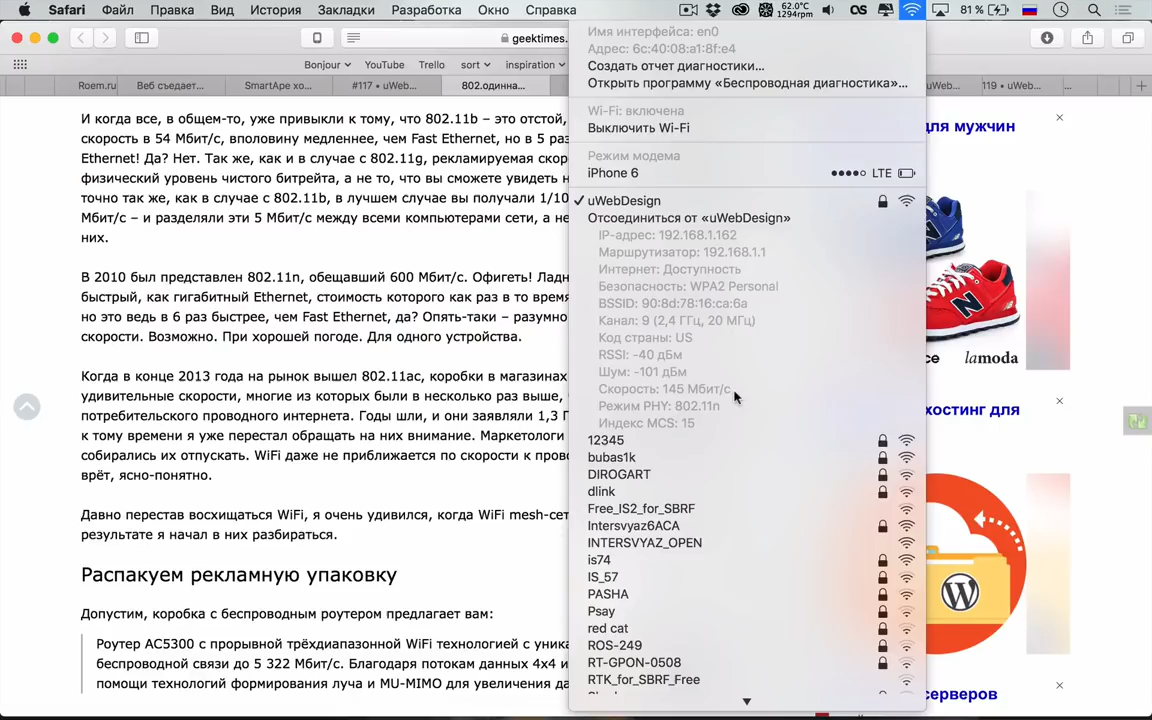 Safari Файл Правка Вид История Закладки Разработка Окно Справка 62.0°C 1294rpm 81 %
geektimes.
Bonjour YouTube Trello sort inspiration
Roem.ru Веб съедает... SmartApe хо... #117 • uWeb... 802.одинна... uWeb... 119 • uWeb...
И когда все, в общем-то, уже привыкли к тому, что 802.11b – это отстой,
скорость в 54 Мбит/с, вполовину медленнее, чем Fast Ethernet, но в 5 раз
Ethernet! Да? Нет. Так же, как и в случае с 802.11g, рекламируемая скор
физический уровень чистого битрейта, а не то, что вы сможете увидеть н
точно так же, как в случае с 802.11b, в лучшем случае вы получали 1/10
Мбит/с – и разделяли эти 5 Мбит/с между всеми компьютерами сети, а не
них.
В 2010 был представлен 802.11n, обещавший 600 Мбит/с. Офигеть! Ладн
быстрый, как гигабитный Ethernet, стоимость которого как раз в то время
но это ведь в 6 раз быстрее, чем Fast Ethernet, да? Опять-таки – разумно
скорости. Возможно. При хорошей погоде. Для одного устройства.
Когда в конце 2013 года на рынок вышел 802.11ac, коробки в магазинах
удивительные скорости, многие из которых были в несколько раз выше,
потребительского проводного интернета. Годы шли, и они заявляли 1,3 Г
к тому времени я уже перестал обращать на них внимание. Маркетологи
собирались их отпускать. WiFi даже не приближается по скорости к прово
врёт, ясно-понятно.
Давно перестав восхищаться WiFi, я очень удивился, когда WiFi mesh-сет
результате я начал в них разбираться.
Распакуем рекламную упаковку
Допустим, коробка с беспроводным роутером предлагает вам:
Роутер AC5300 с прорывной трёхдиапазонной WiFi технологией с уника
беспроводной связи до 5 322 Мбит/с. Благодаря потокам данных 4x4 и
помощи технологий формирования луча и MU-MIMO для увеличения да
Имя интерфейса: en0
Адрес: 6c:40:08:a1:8f:e4
Создать отчет диагностики...
Открыть программу «Беспроводная диагностика»...
Wi-Fi: включена
Выключить Wi-Fi
Режим модема
iPhone 6 LTE
uWebDesign
Отсоединиться от «uWebDesign»
IP-адрес: 192.168.1.162
Маршрутизатор: 192.168.1.1
Интернет: Доступность
Безопасность: WPA2 Personal
BSSID: 90:8d:78:16:ca:6a
Канал: 9 (2,4 ГГц, 20 МГц)
Код страны: US
RSSI: -40 дБм
Шум: -101 дБм
Скорость: 145 Мбит/с
Режим PHY: 802.11n
Индекс MCS: 15
12345
bubas1k
DIROGART
dlink
Free_IS2_for_SBRF
Intersvyaz6ACA
INTERSVYAZ_OPEN
is74
IS_57
PASHA
Psay
red cat
ROS-249
RT-GPON-0508
RTK_for_SBRF_Free
для мужчин
се lamoda
хостинг для
серверов